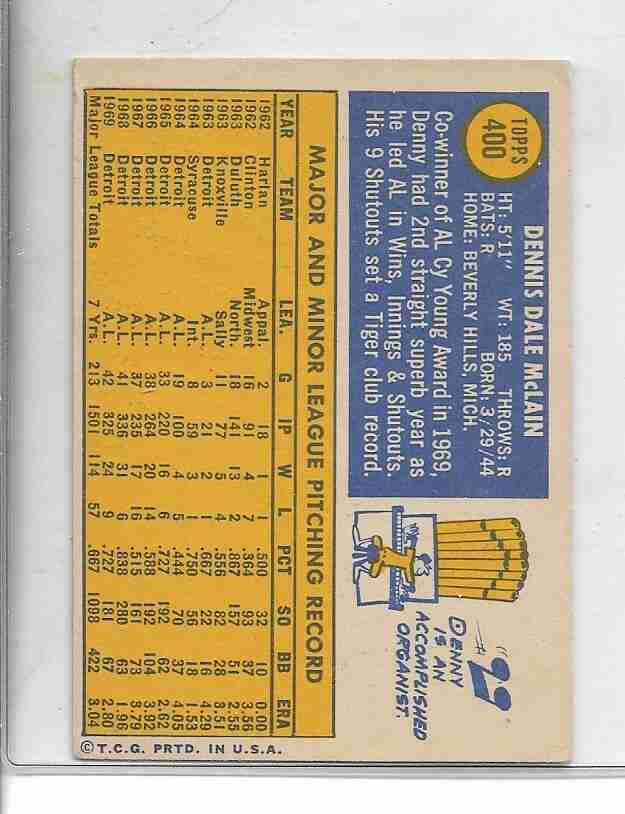 TOPPS
400
DENNIS DALE McLAIN
HT: 5'11" WT: 185 THROWS: R
BATS: R BORN: 3/29/44
HOME: BEVERLY HILLS, MICH.
Co-winner of AL Cy Young Award in 1969,
Denny had 2nd straight superb year as
he led AL in Wins, Innings & Shutouts.
His 9 Shutouts set a Tiger club record.
"#29"
DENNY
IS AN
ACCOMPLISHED
ORGANIST.
MAJOR AND MINOR LEAGUE PITCHING RECORD
YEAR TEAM LEA. G IP W L PCT SO BB ERA
1962 Harlan Appal. 2 18 1 1 .500 32 10 0.00
1962 Clinton Midwest 16 91 4 7 .364 93 37 3.56
1963 Duluth North. 18 141 13 2 .867 157 51 2.55
1963 Knoxville Sally 11 77 5 4 .556 82 28 3.51
1963 Detroit A.L. 3 21 2 1 .667 22 16 4.29
1964 Syracuse Int. 8 59 3 1 .750 56 18 1.53
1964 Detroit A.L. 19 100 4 5 .444 70 37 4.05
1965 Detroit A.L. 33 220 16 6 .727 192 62 2.62
1966 Detroit A.L. 38 264 20 14 .588 192 104 3.92
1967 Detroit A.L. 37 235 17 16 .515 161 73 3.79
1968 Detroit A.L. 41 336 31 6 .838 280 63 1.96
1969 Detroit A.L. 42 325 24 9 .727 181 67 2.80
Major League Totals 7 Yrs. 213 1501 114 57 .667 1088 422 3.04
© T.C.G. PRTD. IN U.S.A.